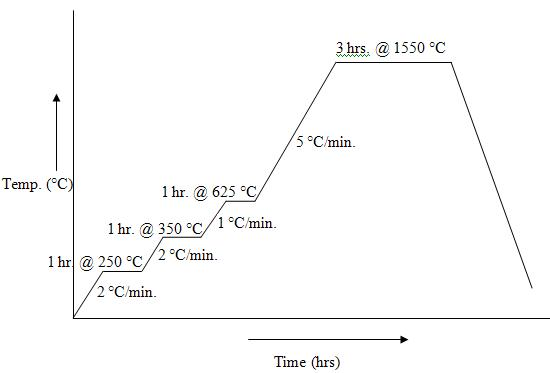 3 hrs. @ 1550 °C
5 °C/min.
1 hr. @ 625 °C
Temp. (°C)
1 hr. @ 350 °C
1 °C/min.
2 °C/min.
1 hr. @ 250 °C
2 °C/min.
Time (hrs)